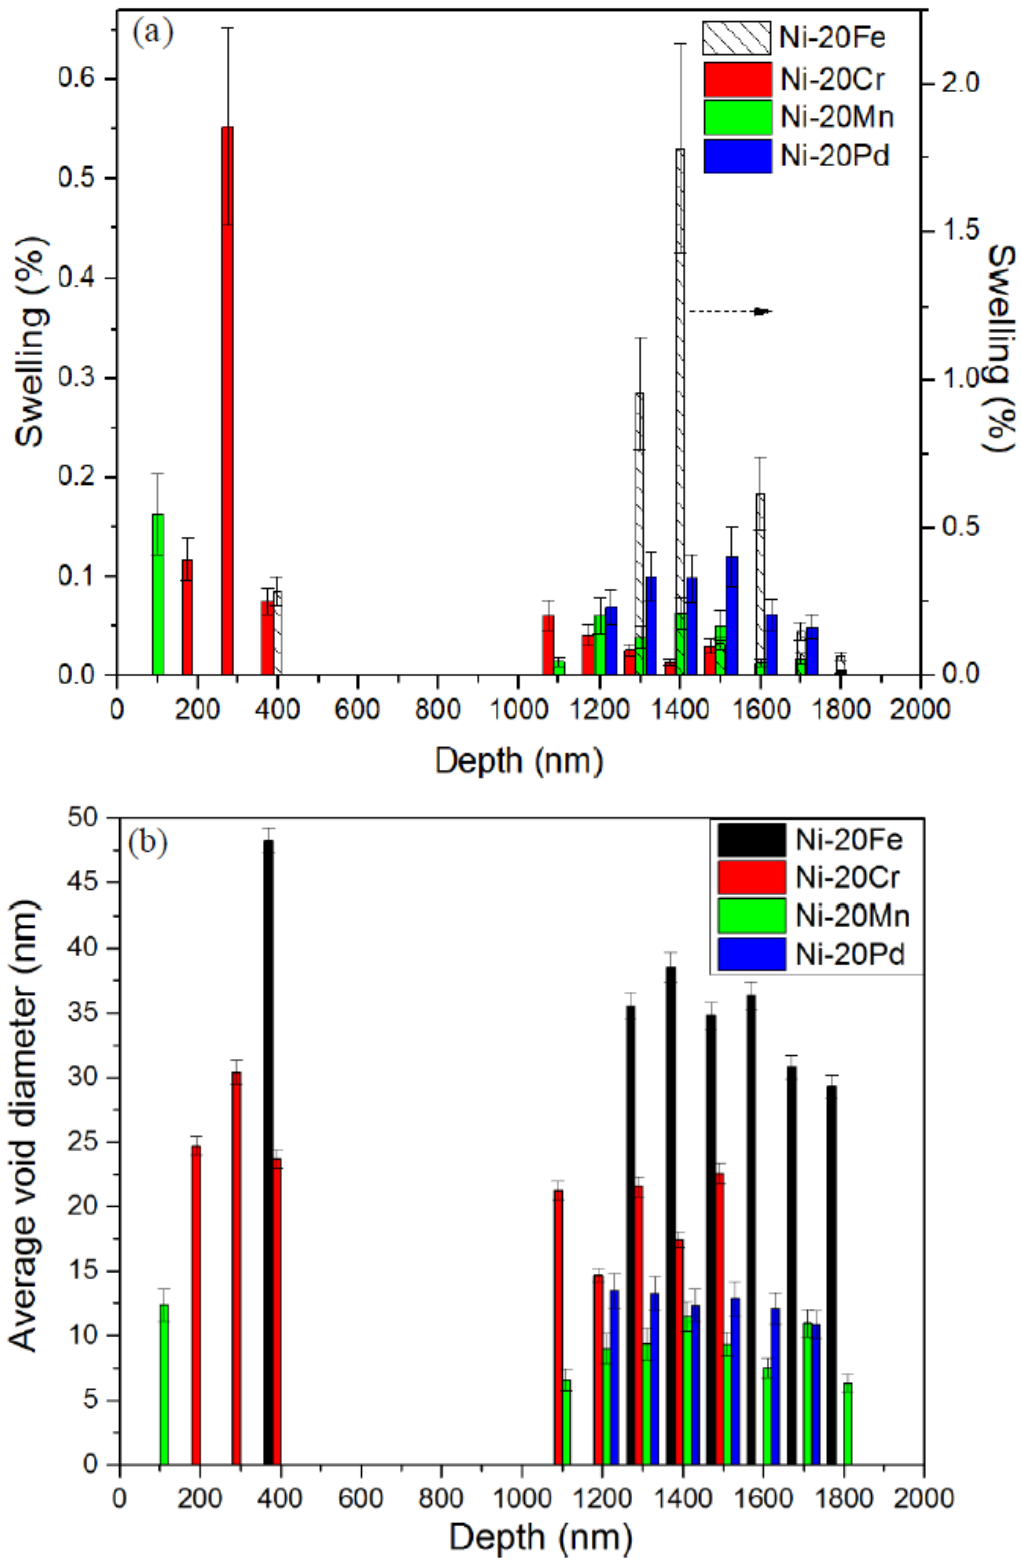 (a)
Ni-20Fe
Ni-20Cr
Ni-20Mn
Ni-20Pd
0.6
0.5
0.4
0.3
0.2
0.1
0.0
Swelling (%)
2.0
1.5
1.0
0.5
0.0
Swelling (%)
0 200 400 600 800 1000 1200 1400 1600 1800 2000
Depth (nm)
(b)
Ni-20Fe
Ni-20Cr
Ni-20Mn
Ni-20Pd
50
45
40
35
30
25
20
15
10
5
0
Average void diameter (nm)
0 200 400 600 800 1000 1200 1400 1600 1800 2000
Depth (nm)